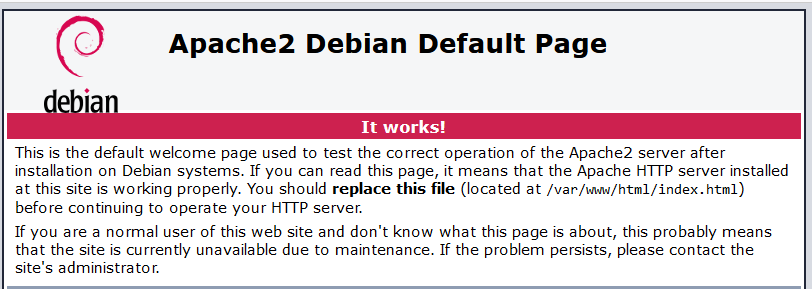 Apache2 Debian Default Page
debian
It works!
This is the default welcome page used to test the correct operation of the Apache2 server after
installation on Debian systems. If you can read this page, it means that the Apache HTTP server installed
at this site is working properly. You should replace this file (located at /var/www/html/index.html)
before continuing to operate your HTTP server.
If you are a normal user of this web site and don't know what this page is about, this probably means
that the site is currently unavailable due to maintenance. If the problem persists, please contact the
site's administrator.